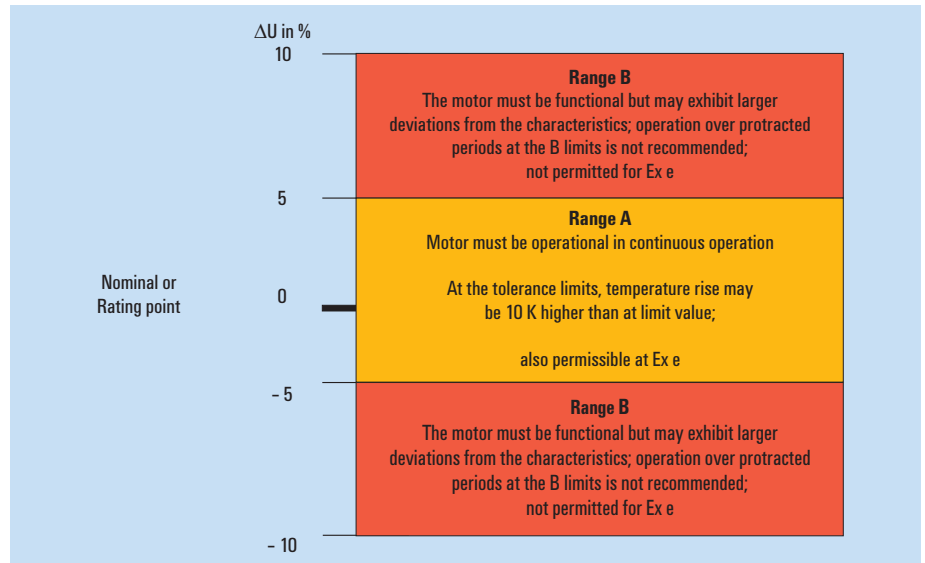 ΔU in %
10
Range B
The motor must be functional but may exhibit larger
deviations from the characteristics; operation over protracted
periods at the B limits is not recommended;
not permitted for Ex e
5
Range A
Motor must be operational in continuous operation
Nominal or
Rating point
0
At the tolerance limits, temperature rise may
be 10 K higher than at limit value;
also permissible at Ex e
– 5
Range B
The motor must be functional but may exhibit larger
deviations from the characteristics; operation over protracted
periods at the B limits is not recommended;
not permitted for Ex e
– 10